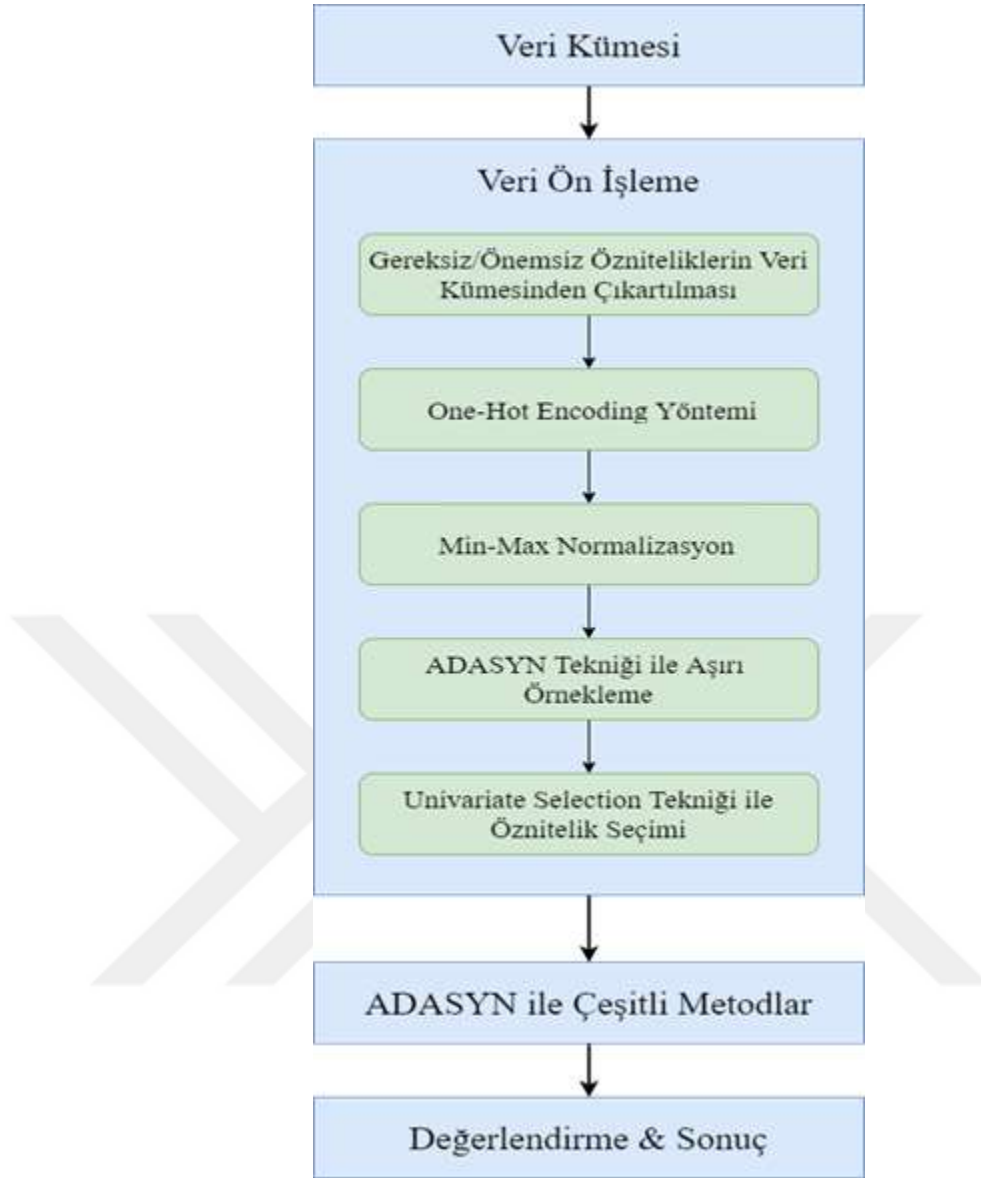 Veri Kümesi
Veri Ön İşleme
Gereksiz/Önemsiz Özniteliklerin Veri
Kümesinden Çıkartılması
One-Hot Encoding Yöntemi
Min-Max Normalizasyon
ADASYN Tekniği ile Aşırı
Örnekleme
Univariate Selection Tekniği ile
Öznitelik Seçimi
ADASYN ile Çeşitli Metodlar
Değerlendirme & Sonuç